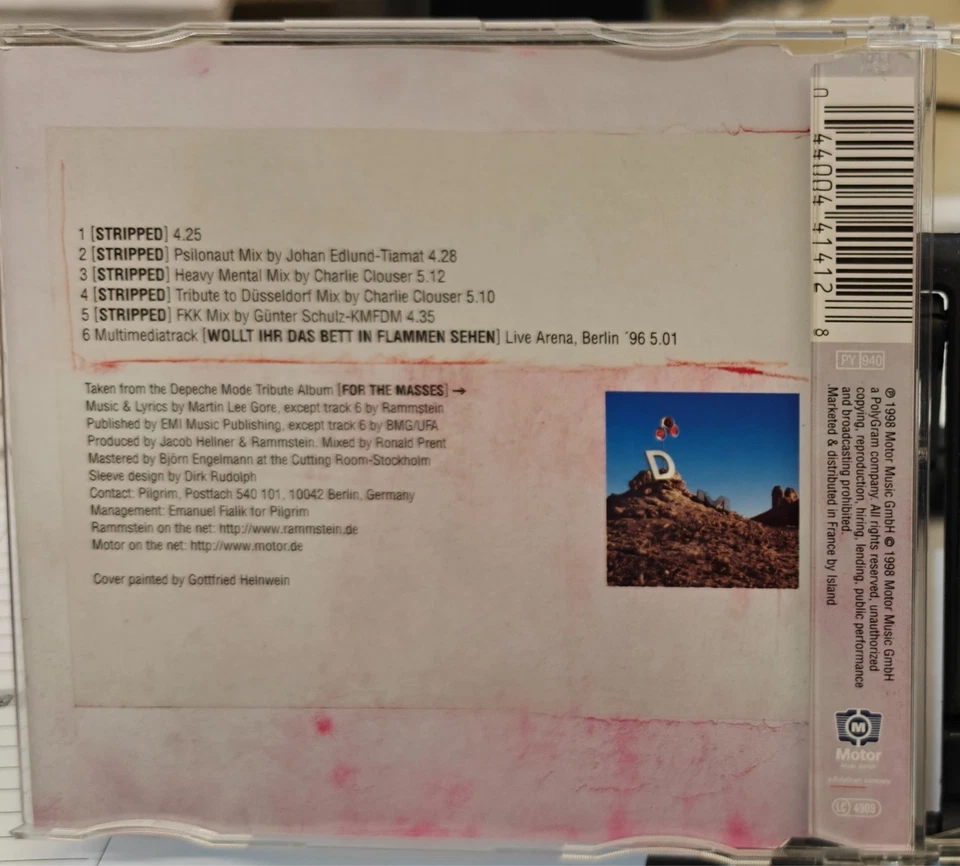 1 [STRIPPED] 4.25
2 [STRIPPED] Psilonaut Mix by Johan Edlund-Tiamat 4.28
3 [STRIPPED] Heavy Mental Mix by Charlie Clouser 5.12
4 [STRIPPED] Tribute to Düsseldorf Mix by Charlie Clouser 5.10
5 [STRIPPED] FKK Mix by Günter Schulz-KMFDM 4.35
6 Multimediatrack [WOLLT IHR DAS BETT IN FLAMMEN SEHEN] Live Arena, Berlin ´96 5.01
Taken from the Depeche Mode Tribute Album [FOR THE MASSES] →
Music & Lyrics by Martin Lee Gore, except track 6 by Rammstein
Published by EMI Music Publishing, except track 6 by BMG/UFA
Produced by Jacob Hellner & Rammstein. Mixed by Ronald Prent
Mastered by Björn Engelmann at the Cutting Room-Stockholm
Sleeve design by Dirk Rudolph
Contact: Pilgrim, Postfach 540 101, 10042 Berlin, Germany
Management: Emanuel Fialik for Pilgrim
Rammstein on the net: http://www.rammstein.de
Motor on the net: http://www.motor.de
Cover painted by Gottfried Helnwein
D
DM
0 44004 41412 8
PY 940
℗ 1998 Motor Music GmbH © 1998 Motor Music GmbH
a PolyGram company. All rights reserved, unauthorized
copying, reproduction, hiring, lending, public performance
and broadcasting prohibited.
.Marketed & distributed in France by Island
M
Motor
a PolyGram company
LC 4909